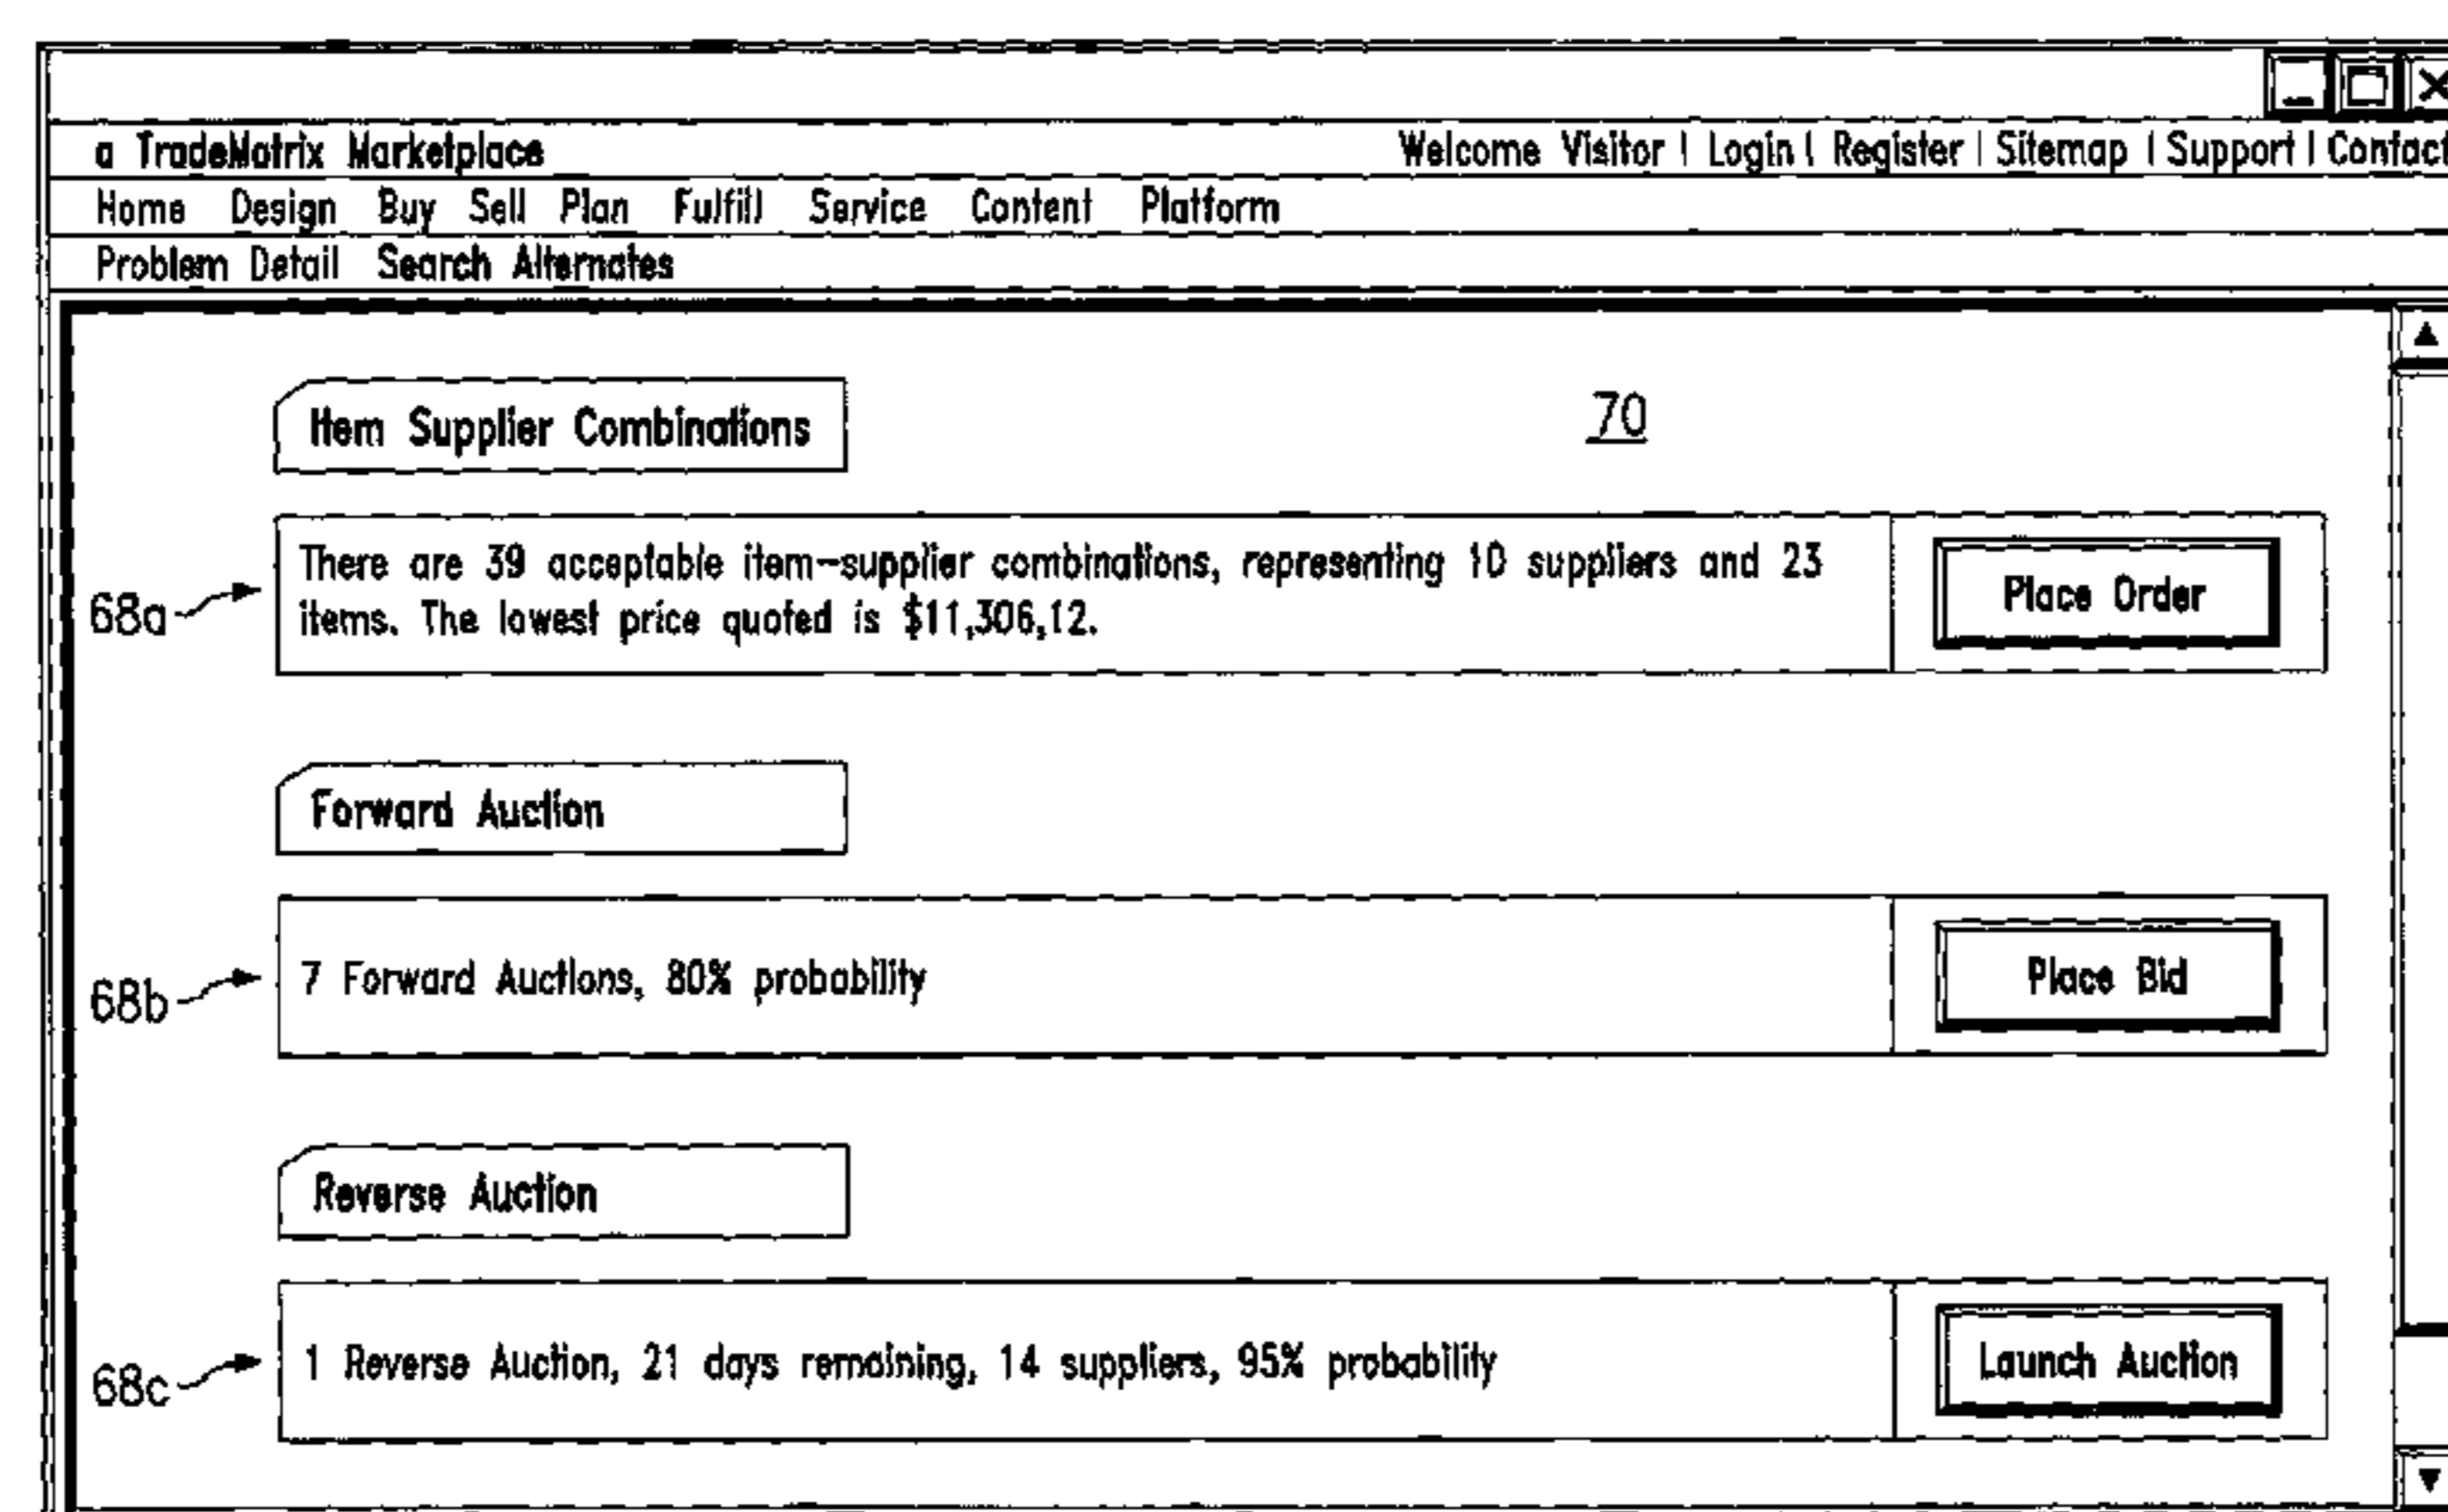 a TradeMatrix Marketplace Welcome Visitor | Login | Register | Sitemap | Support | Contact
Home Design Buy Sell Plan Fulfill Service Content Platform
Problem Detail Search Alternates
Item Supplier Combinations
70
There are 39 acceptable item-supplier combinations, representing 10 suppliers and 23
items. The lowest price quoted is $11,306,12.
Place Order
68a
Forward Auction
7 Forward Auctions, 80% probability
Place Bid
68b
Reverse Auction
1 Reverse Auction, 21 days remaining, 14 suppliers, 95% probability
Launch Auction
68c